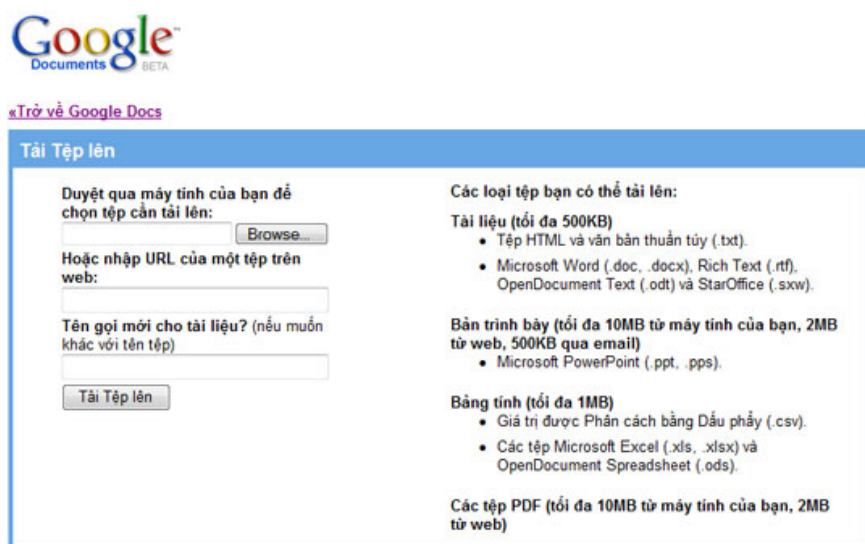 Google™
Documents BETA
«Trở về Google Docs
Tải Tệp lên
Duyệt qua máy tính của bạn để
chọn tệp cần tải lên:
Browse...
Hoặc nhập URL của một tệp trên
web:
Tên gọi mới cho tài liệu? (nếu muốn
khác với tên tệp)
Tải Tệp lên
Các loại tệp bạn có thể tải lên:
Tài liệu (tối đa 500KB)
• Tệp HTML và văn bản thuần túy (.txt).
• Microsoft Word (.doc, .docx), Rich Text (.rtf),
OpenDocument Text (.odt) và StarOffice (.sxw).
Bản trình bày (tối đa 10MB từ máy tính của bạn, 2MB
từ web, 500KB qua email)
• Microsoft PowerPoint (.ppt, .pps).
Bảng tính (tối đa 1MB)
• Giá trị được Phân cách bằng Dấu phẩy (.csv).
• Các tệp Microsoft Excel (.xls, .xlsx) và
OpenDocument Spreadsheet (.ods).
Các tệp PDF (tối đa 10MB từ máy tính của bạn, 2MB
từ web)